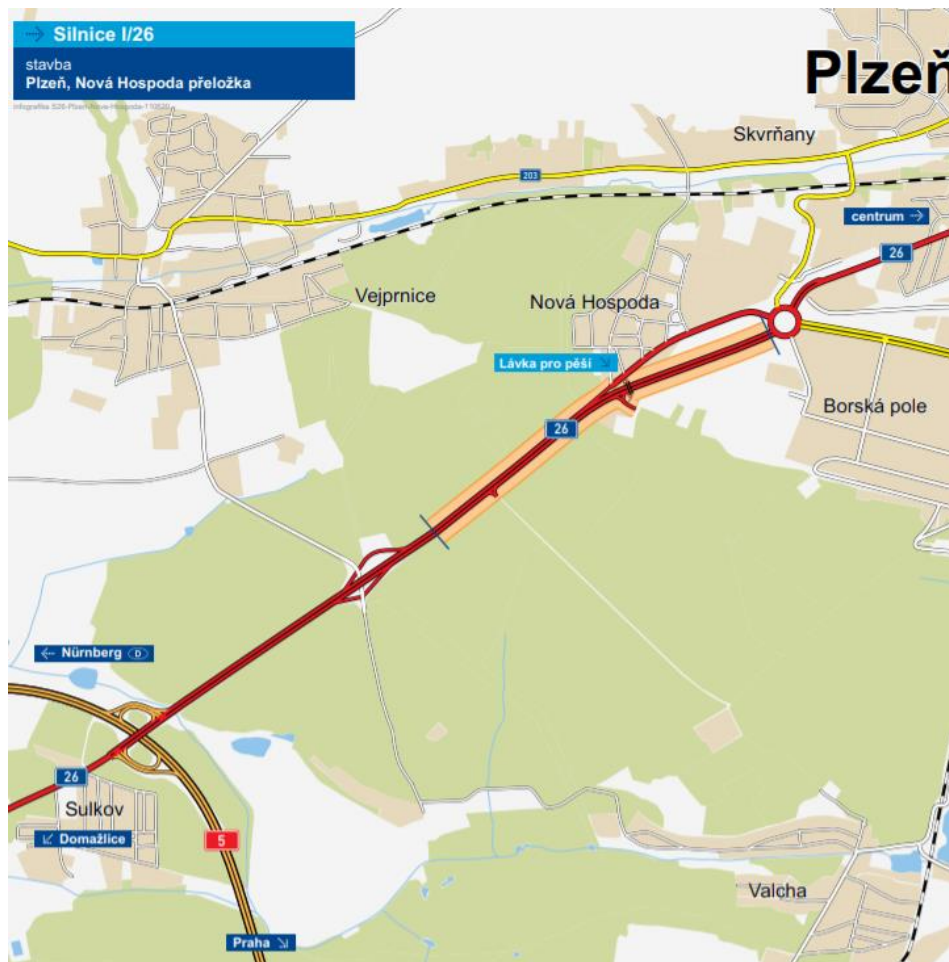 Silnice I/26
stavba
Plzeň, Nová Hospoda přeložka
Plzeň
Skvrňany
203
centrum
26
Vejprnice
Nová Hospoda
Lávka pro pěší
Borská pole
26
Nürnberg D
26
Sulkov
Domažlice
5
Valcha
Praha